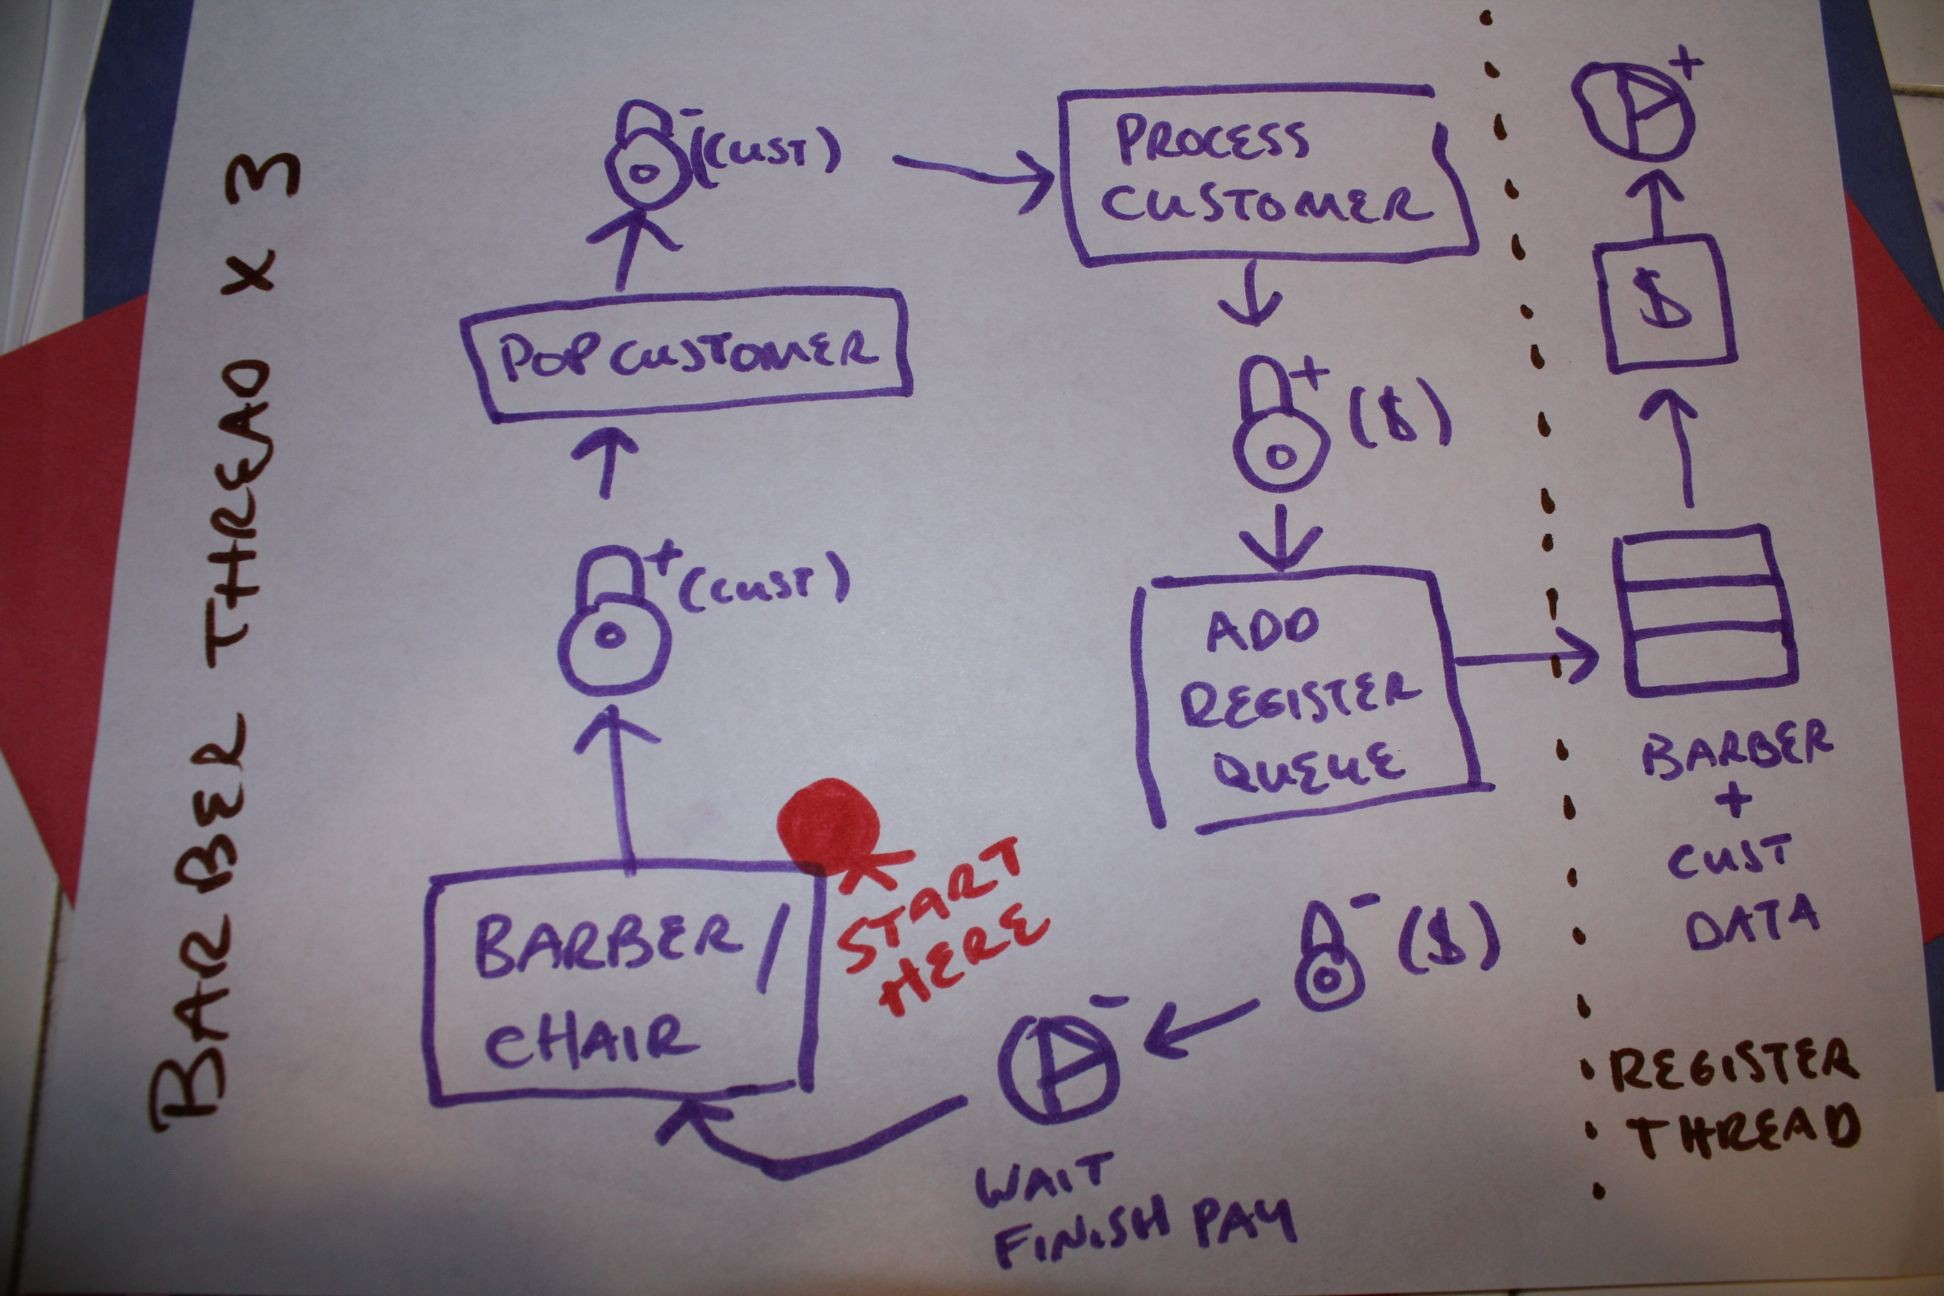 BARBER THREAD x 3
- (CUST)
POP CUSTOMER
+ (CUST)
BARBER /
CHAIR
START
HERE
PROCESS
CUSTOMER
+ ($)
ADD
REGISTER
QUEUE
- ($)
-
WAIT
FINISH PAY
+
$
BARBER
+
CUST
DATA
REGISTER
THREAD